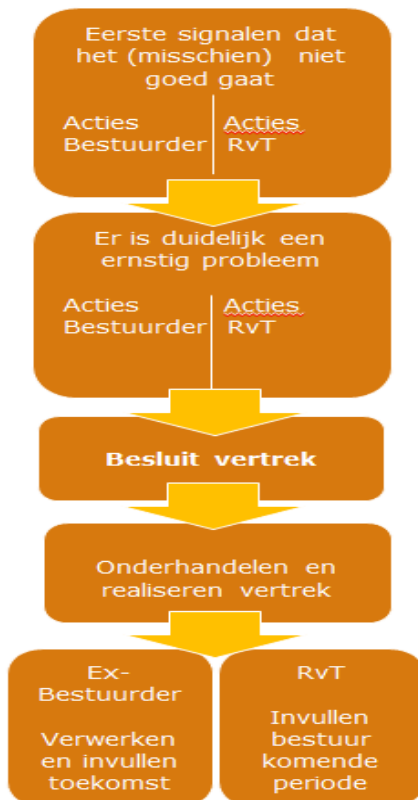 Eerste signalen dat
het (misschien) niet
goed gaat
Acties
Bestuurder
Acties
RvT
Er is duidelijk een
ernstig probleem
Acties
Bestuurder
Acties
RvT
Besluit vertrek
Onderhandelen en
realiseren vertrek
Ex-
Bestuurder
Verwerken
en invullen
toekomst
RvT
Invullen
bestuur
komende
periode